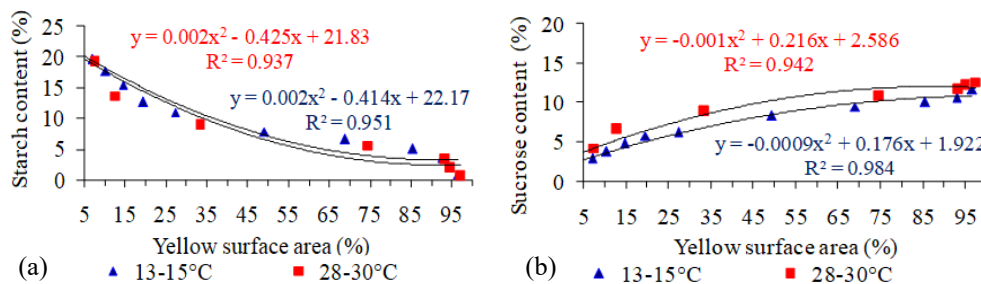 Starch content (%)
25
20
15
10
5
0
y = 0.002x² - 0.425x + 21.83
R² = 0.937
y = 0.002x² - 0.414x + 22.17
R² = 0.951
5 15 25 35 45 55 65 75 85 95
Yellow surface area (%)
(a)
13-15°C 28-30°C
Sucrose content (%)
20
15
10
5
0
y = -0.001x² + 0.216x + 2.586
R² = 0.942
y = -0.0009x² + 0.176x + 1.922
R² = 0.984
5 15 25 35 45 55 65 75 85 95
Yellow surface area (%)
(b)
13-15°C 28-30°C